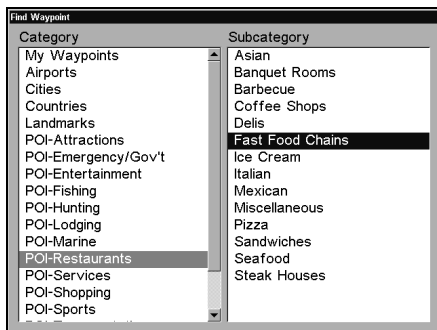 Find Waypoint
Category
My Waypoints
Airports
Cities
Countries
Landmarks
POI-Attractions
POI-Emergency/Gov't
POI-Entertainment
POI-Fishing
POI-Hunting
POI-Lodging
POI-Marine
POI-Restaurants
POI-Services
POI-Shopping
POI-Sports
Subcategory
Asian
Banquet Rooms
Barbecue
Coffee Shops
Delis
Fast Food Chains
Ice Cream
Italian
Mexican
Miscellaneous
Pizza
Sandwiches
Seafood
Steak Houses